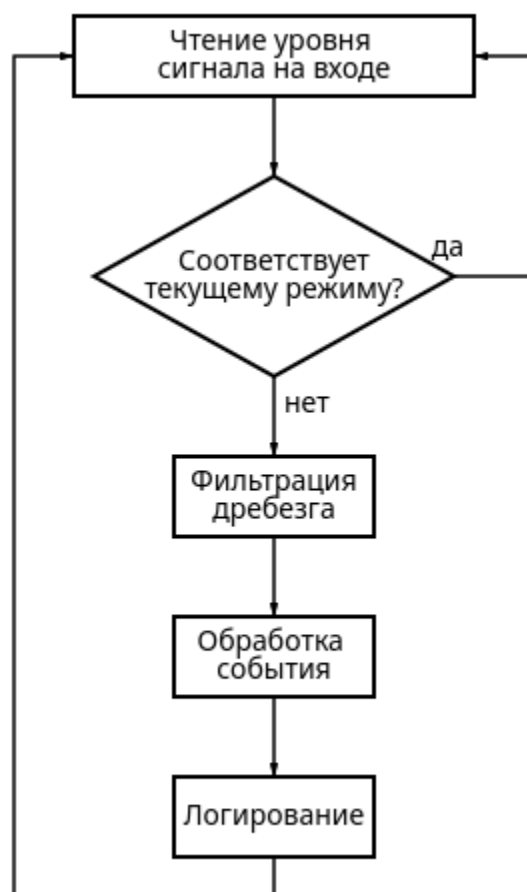 Чтение уровня
сигнала на входе
Соответствует
текущему режиму?
да
нет
Фильтрация
дребезга
Обработка
события
Логирование